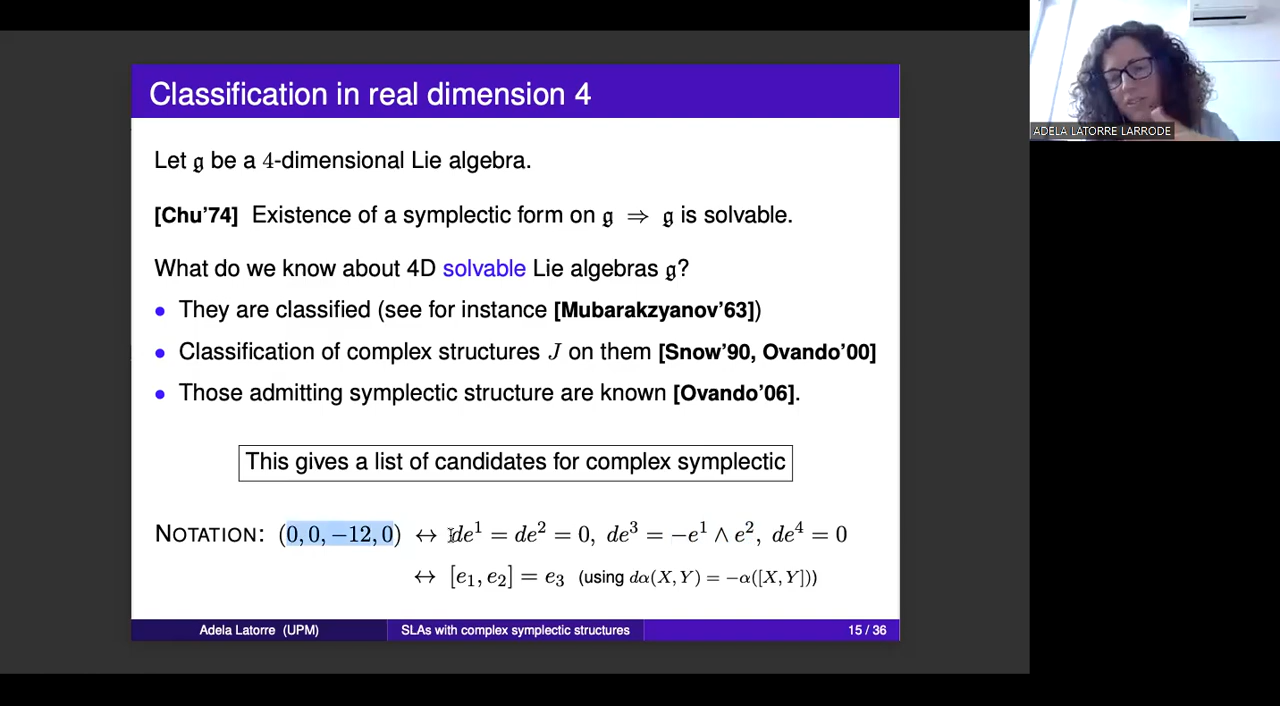 Classification in real dimension 4
Let 𝔤 be a 4-dimensional Lie algebra.
[Chu'74] Existence of a symplectic form on 𝔤 ⇒ 𝔤 is solvable.
What do we know about 4D solvable Lie algebras 𝔤?
• They are classified (see for instance [Mubarakzyanov'63])
• Classification of complex structures J on them [Snow'90, Ovando'00]
• Those admitting symplectic structure are known [Ovando'06].
This gives a list of candidates for complex symplectic
NOTATION: (0, 0, −12, 0) ↔ de¹ = de² = 0, de³ = −e¹ ∧ e², de⁴ = 0
↔ [e₁, e₂] = e₃ (using dα(X, Y) = −α([X, Y]))
Adela Latorre (UPM) SLAs with complex symplectic structures 15 / 36
ADELA LATORRE LARRODE